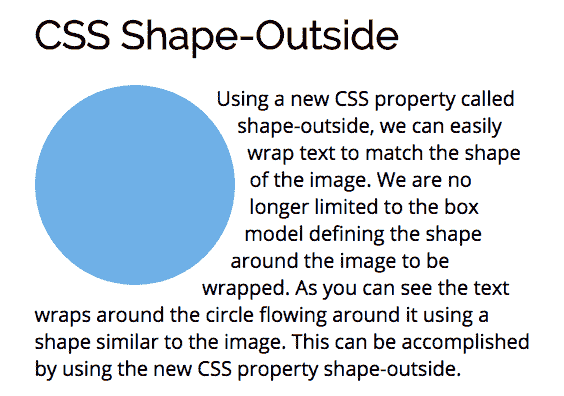 CSS Shape-Outside
Using a new CSS property called
shape-outside, we can easily
wrap text to match the shape
of the image. We are no
longer limited to the box
model defining the shape
around the image to be
wrapped. As you can see the text
wraps around the circle flowing around it using a
shape similar to the image. This can be accomplished
by using the new CSS property shape-outside.